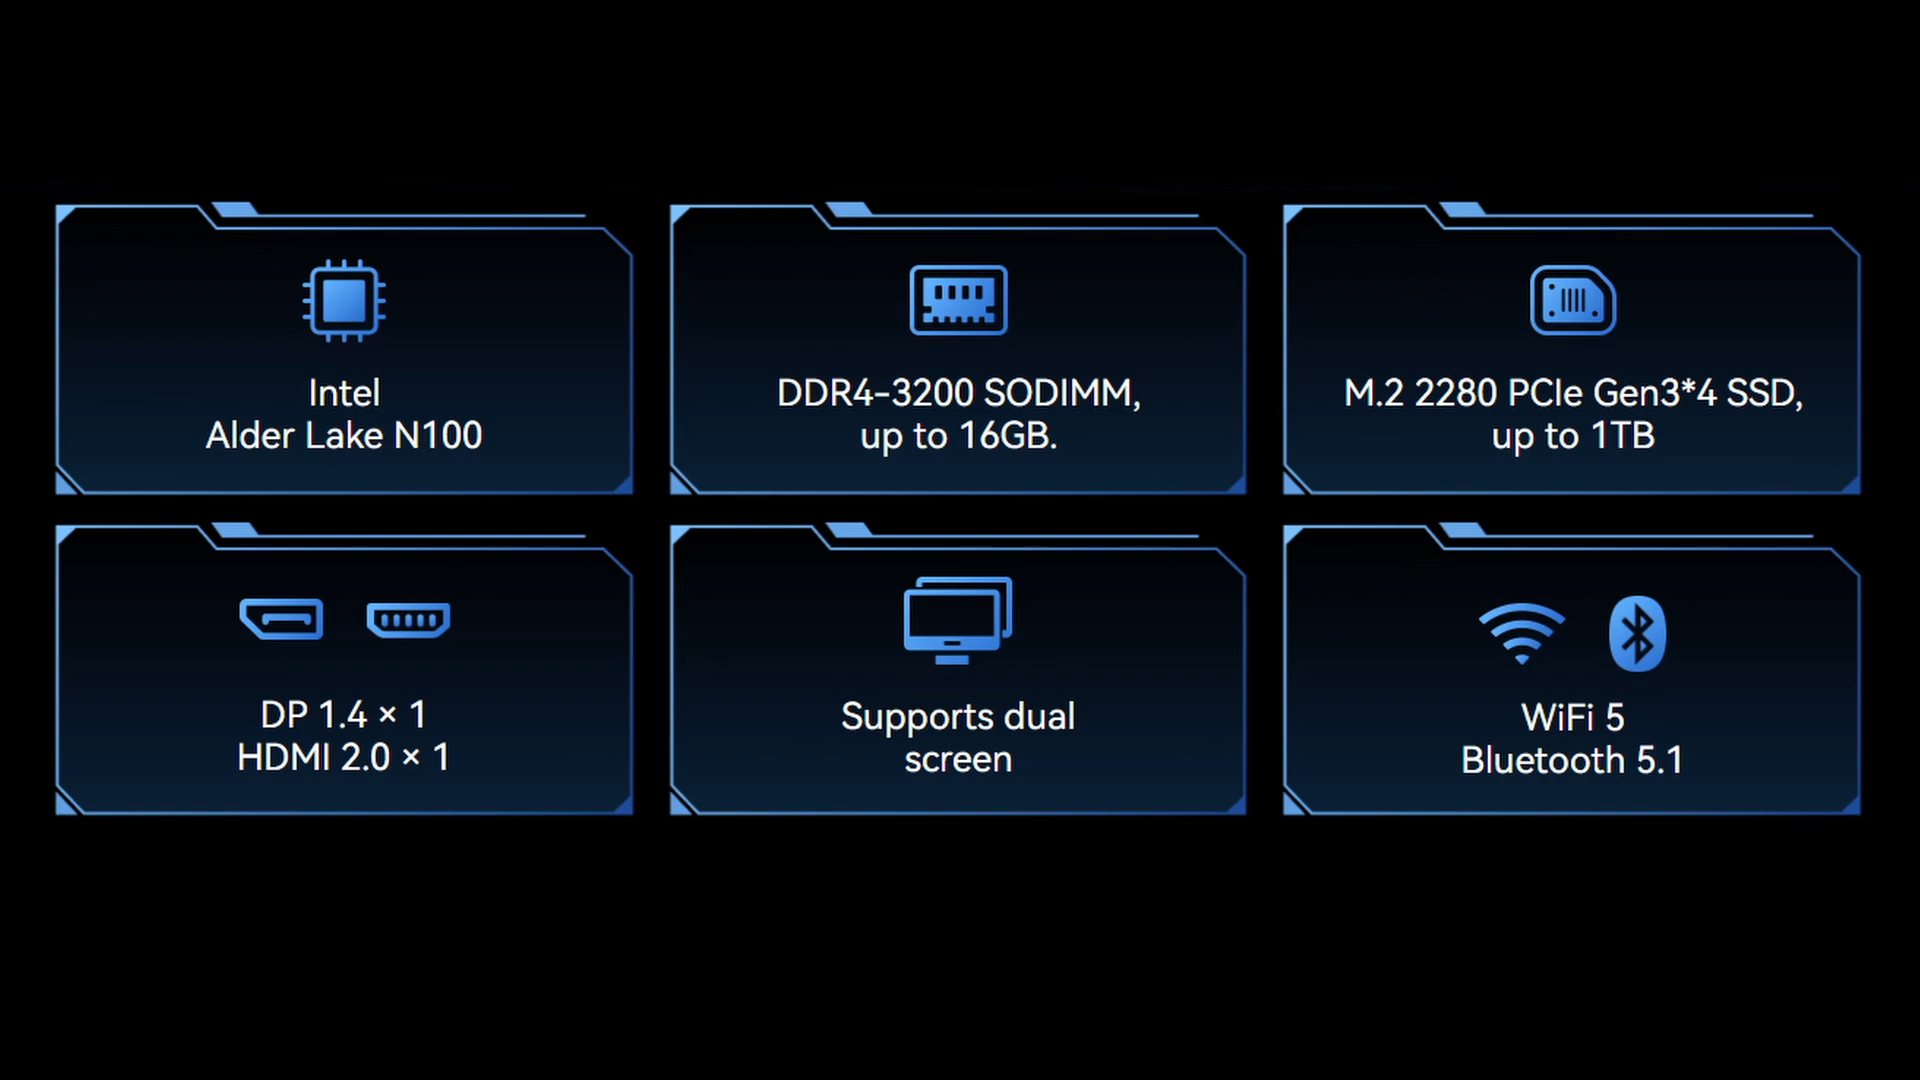 Intel
Alder Lake N100
DDR4-3200 SODIMM,
up to 16GB.
M.2 2280 PCIe Gen3*4 SSD,
up to 1TB
DP 1.4 × 1
HDMI 2.0 × 1
Supports dual
screen
WiFi 5
Bluetooth 5.1